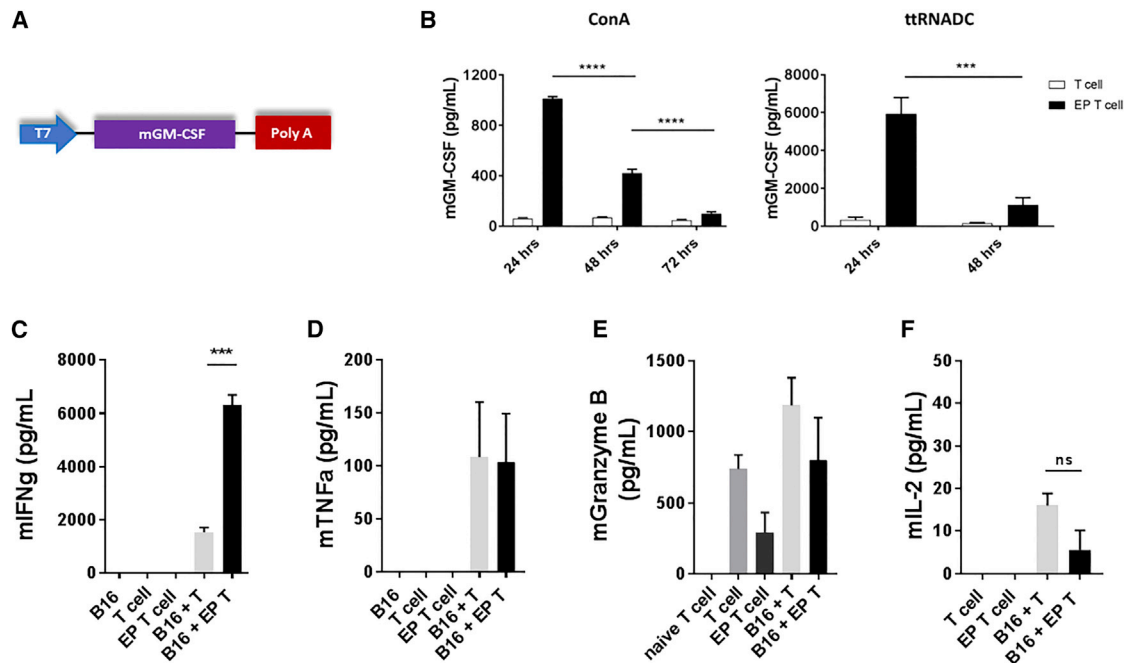 A
T7
mGM-CSF
Poly A
B
ConA
mGM-CSF (pg/mL)
1200
800
400
0
****
****
24 hrs
48 hrs
72 hrs
ttRNADC
mGM-CSF (pg/mL)
8000
6000
4000
2000
0
***
24 hrs
48 hrs
T cell
EP T cell
C
mIFNg (pg/mL
8000
6000
4000
2000
0
***
B16
T cell
EP T cell
B16 + T
B16 + EP T
D
mTNFa (pg/mL)
200
150
100
50
0
B16
T cell
EP T cell
B16 + T
B16 + EP T
E
mGranzyme B
(pg/mL)
1500
1000
500
0
naive T cell
T cell
EP T cell
B16 + T
B16 + EP T
F
mIL-2 (pg/mL)
50
40
30
20
10
0
ns
T cell
EP T cell
B16 + T
B16 + EP T